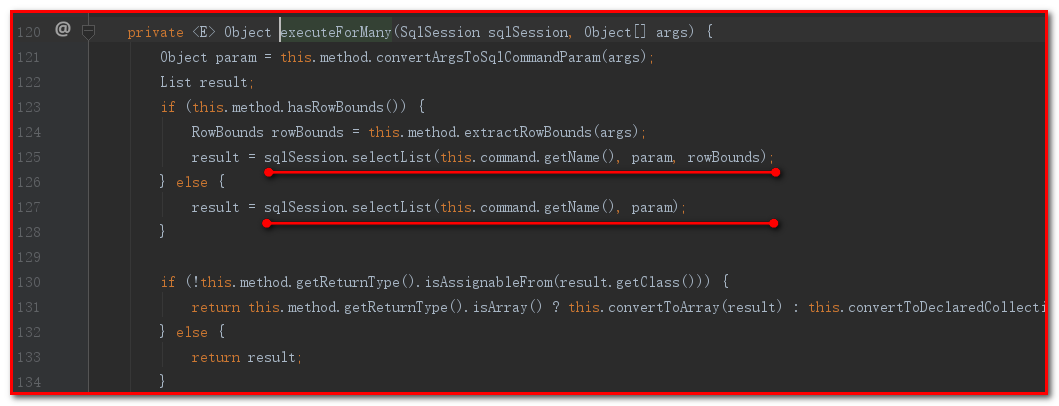 120 @ private <E> Object executeForMany(SqlSession sqlSession, Object[] args) {
121 Object param = this.method.convertArgsToSqlCommandParam(args);
122 List result;
123 if (this.method.hasRowBounds()) {
124 RowBounds rowBounds = this.method.extractRowBounds(args);
125 result = sqlSession.selectList(this.command.getName(), param, rowBounds);
126 } else {
127 result = sqlSession.selectList(this.command.getName(), param);
128 }
129
130 if (!this.method.getReturnType().isAssignableFrom(result.getClass())) {
131 return this.method.getReturnType().isArray() ? this.convertToArray(result) : this.convertToDeclaredCollecti
132 } else {
133 return result;
134 }